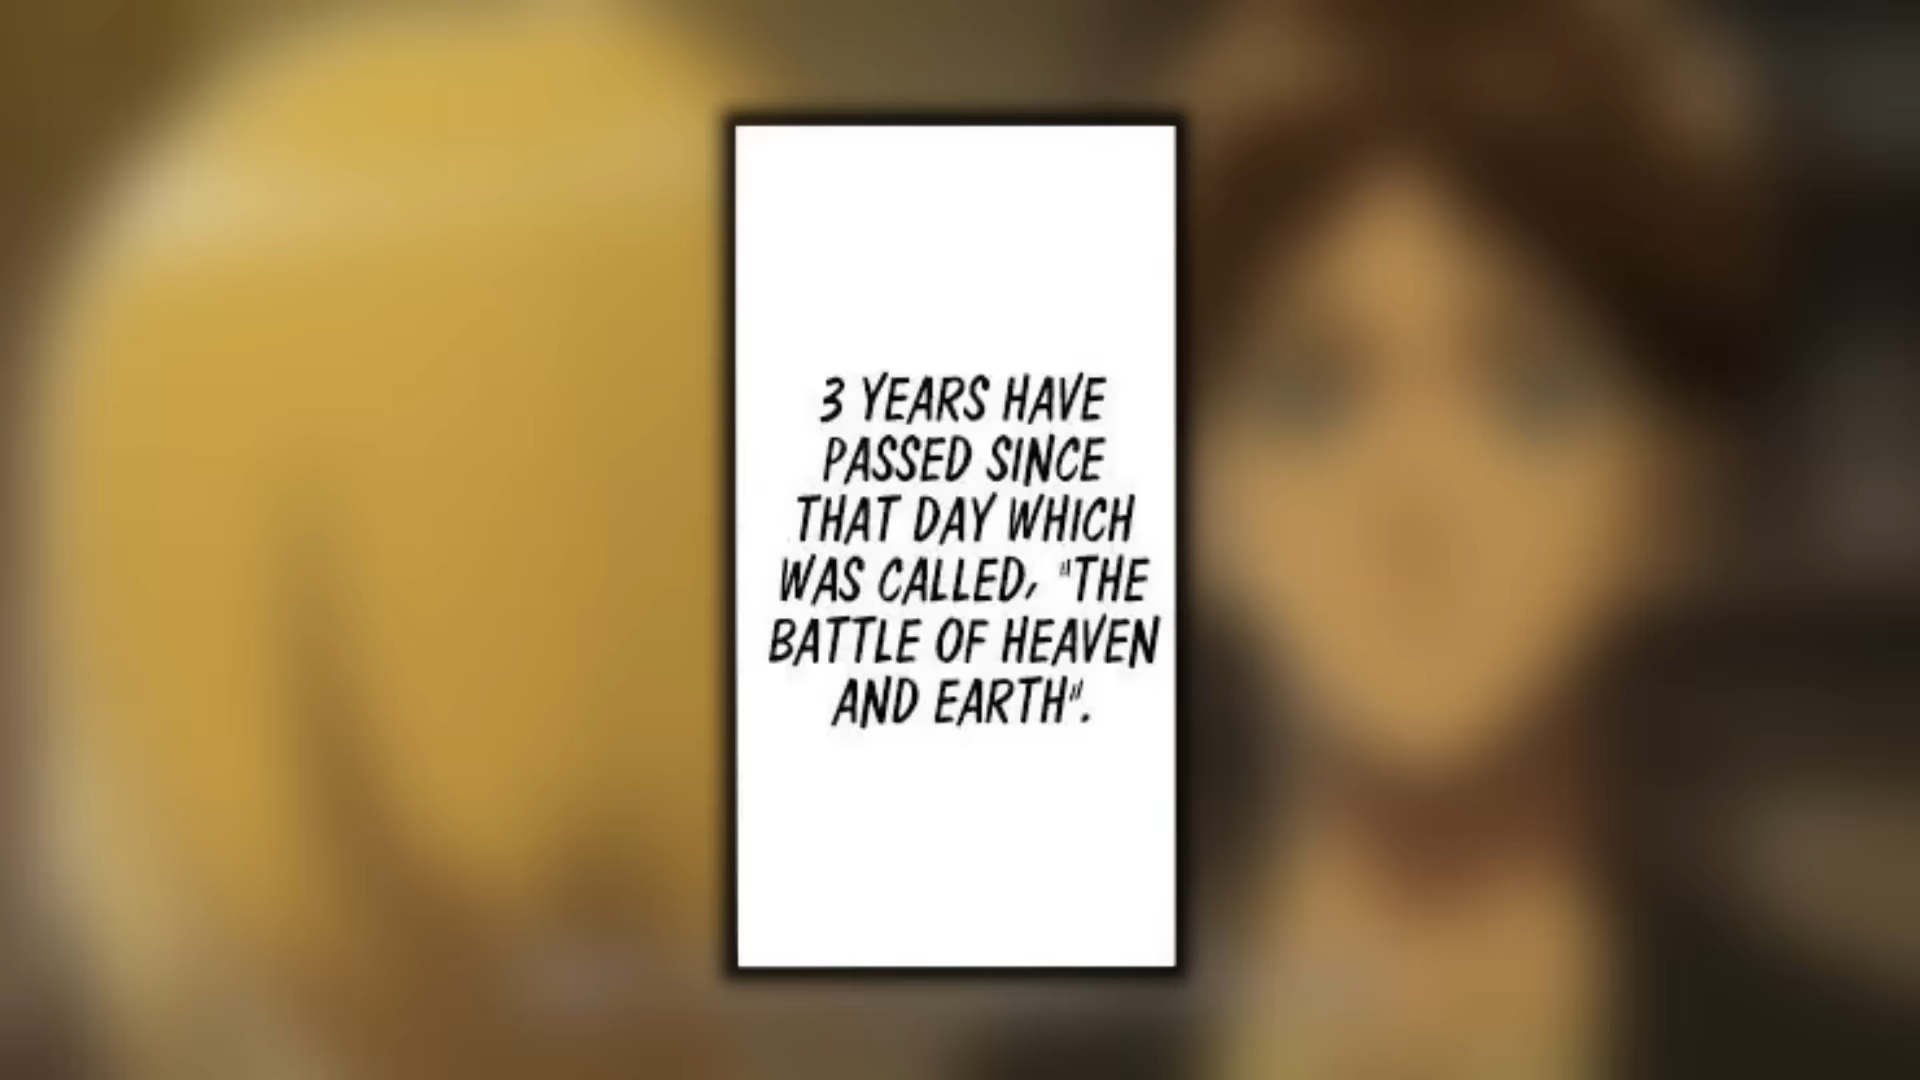 3 YEARS HAVE
PASSED SINCE
THAT DAY WHICH
WAS CALLED, "THE
BATTLE OF HEAVEN
AND EARTH".